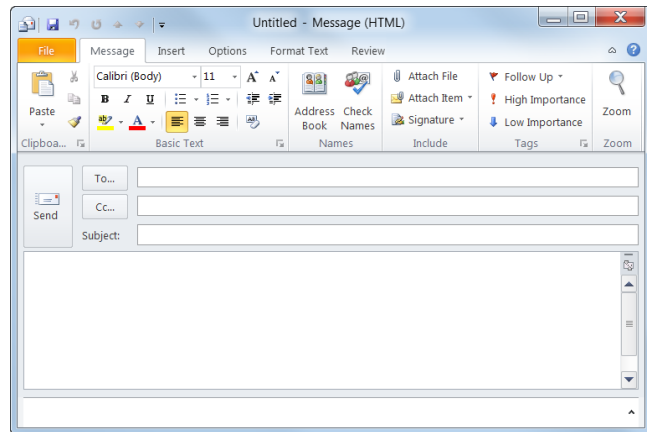 Untitled - Message (HTML)
File Message Insert Options Format Text Review
Calibri (Body) 11 A A Attach File Follow Up
B I U Attach Item High Importance
Paste ab A Address Book Check Names Signature Low Importance Zoom
Clipboa... Basic Text Names Include Tags Zoom
To...
Send Cc...
Subject: